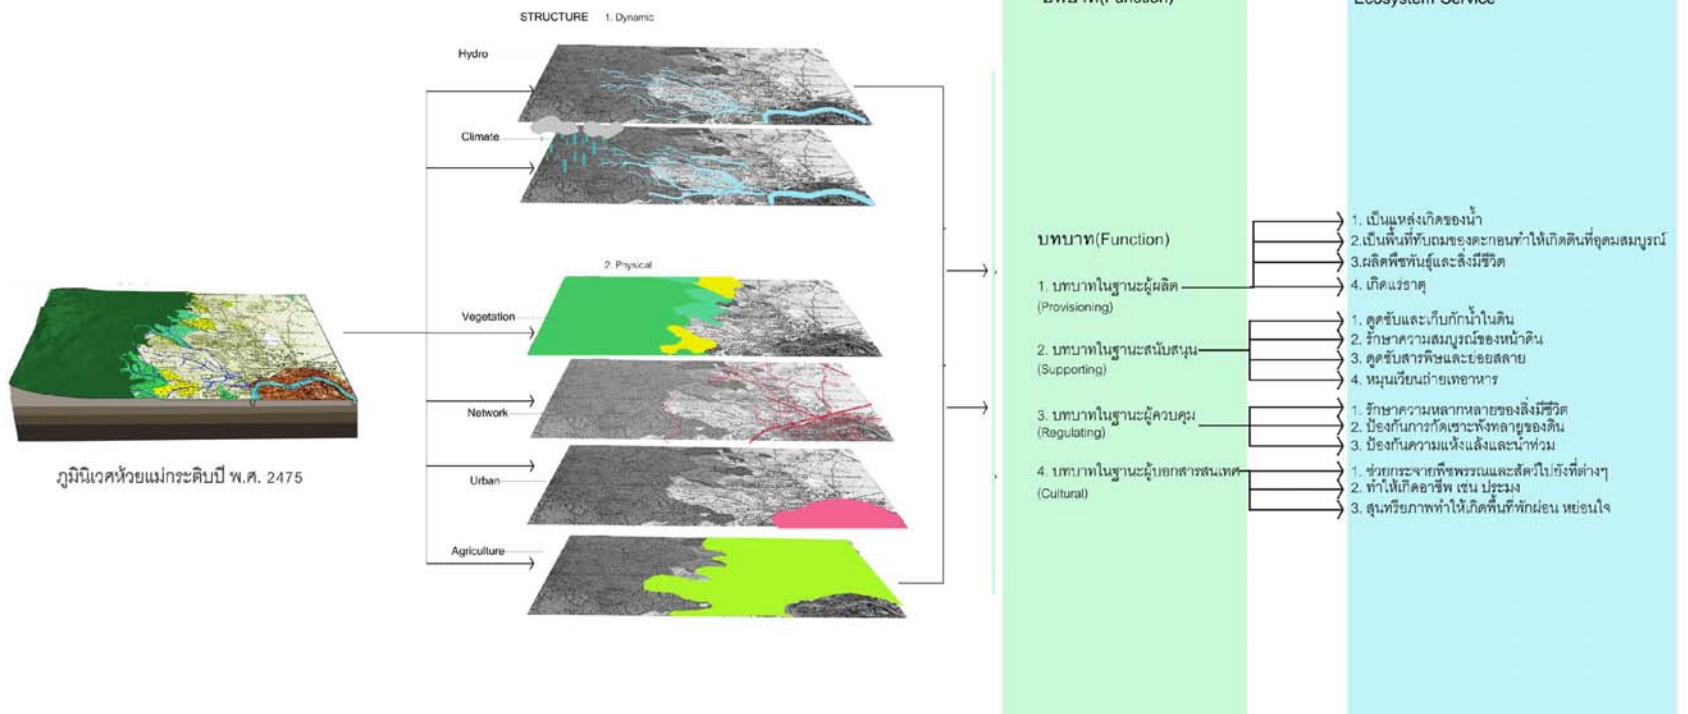 STRUCTURE 1. Dynamic
Hydro
Climate
2. Physical
Vegetation
Network
Urban
Agriculture
ภูมินิเวศห้วยแม่กระติบปี พ.ศ. 2475
บทบาท(Function)
บทบาท(Function)
1. บทบาทในฐานะผู้ผลิต
(Provisioning)
2. บทบาทในฐานะสนับสนุน
(Supporting)
3. บทบาทในฐานะผู้ควบคุม
(Regulating)
4. บทบาทในฐานะผู้บอกสารสนเทศ
(Cultural)
Ecosystem Service
1. เป็นแหล่งเกิดของน้ำ
2.เป็นพื้นที่ทับถมของตะกอนทำให้เกิดดินที่อุดมสมบูรณ์
3.ผลิตพืชพันธุ์และสิ่งมีชีวิต
4. เกิดแร่ธาตุ
1. ดูดซับและเก็บกักน้ำในดิน
2. รักษาความสมบูรณ์ของหน้าดิน
3. ดูดซับสารพิษและย่อยสลาย
4. หมุนเวียนถ่ายเทอาหาร
1. รักษาความหลากหลายของสิ่งมีชีวิต
2. ป้องกันการกัดเซาะพังทลายของดิน
3. ป้องกันความแห้งแล้งและน้ำท่วม
1. ช่วยกระจายพืชพรรณและสัตว์ไปยังที่ต่างๆ
2. ทำให้เกิดอาชีพ เช่น ประมง
3. สุนทรียภาพทำให้เกิดพื้นที่พักผ่อน หย่อนใจ